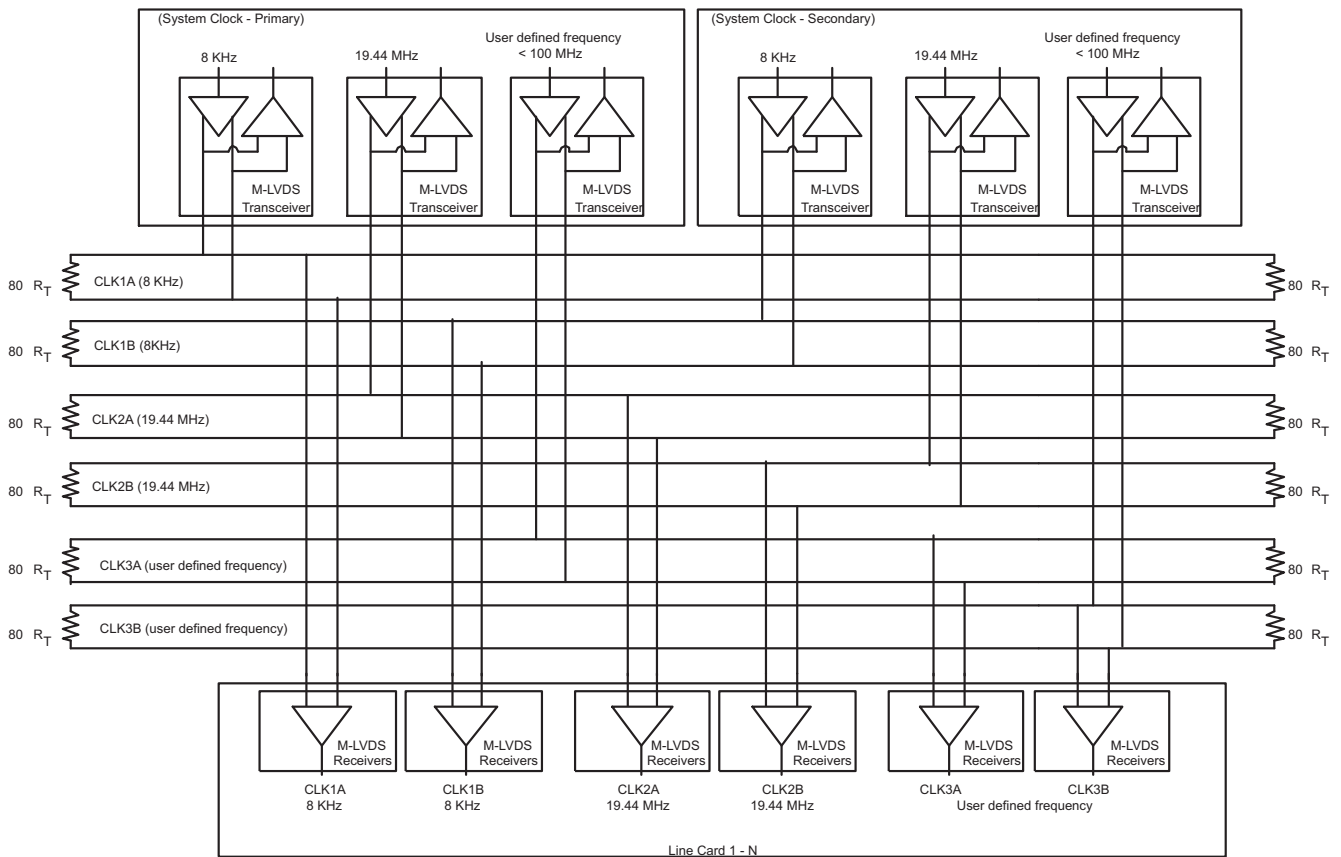 (System Clock - Primary)
(System Clock - Secondary)
8 KHz
19.44 MHz
User defined frequency
< 100 MHz
8 KHz
19.44 MHz
User defined frequency
< 100 MHz
M-LVDS
Transceiver
M-LVDS
Transceiver
M-LVDS
Transceiver
M-LVDS
Transceiver
M-LVDS
Transceiver
M-LVDS
Transceiver
80 RT
CLK1A (8 KHz)
80 RT
80 RT
CLK1B (8KHz)
80 RT
80 RT
CLK2A (19.44 MHz)
80 RT
80 RT
CLK2B (19.44 MHz)
80 RT
80 RT
CLK3A (user defined frequency)
80 RT
80 RT
CLK3B (user defined frequency)
80 RT
M-LVDS
Receivers
M-LVDS
Receivers
M-LVDS
Receivers
M-LVDS
Receivers
M-LVDS
Receivers
M-LVDS
Receivers
CLK1A
8 KHz
CLK1B
8 KHz
CLK2A
19.44 MHz
CLK2B
19.44 MHz
CLK3A
CLK3B
User defined frequency
Line Card 1 - N